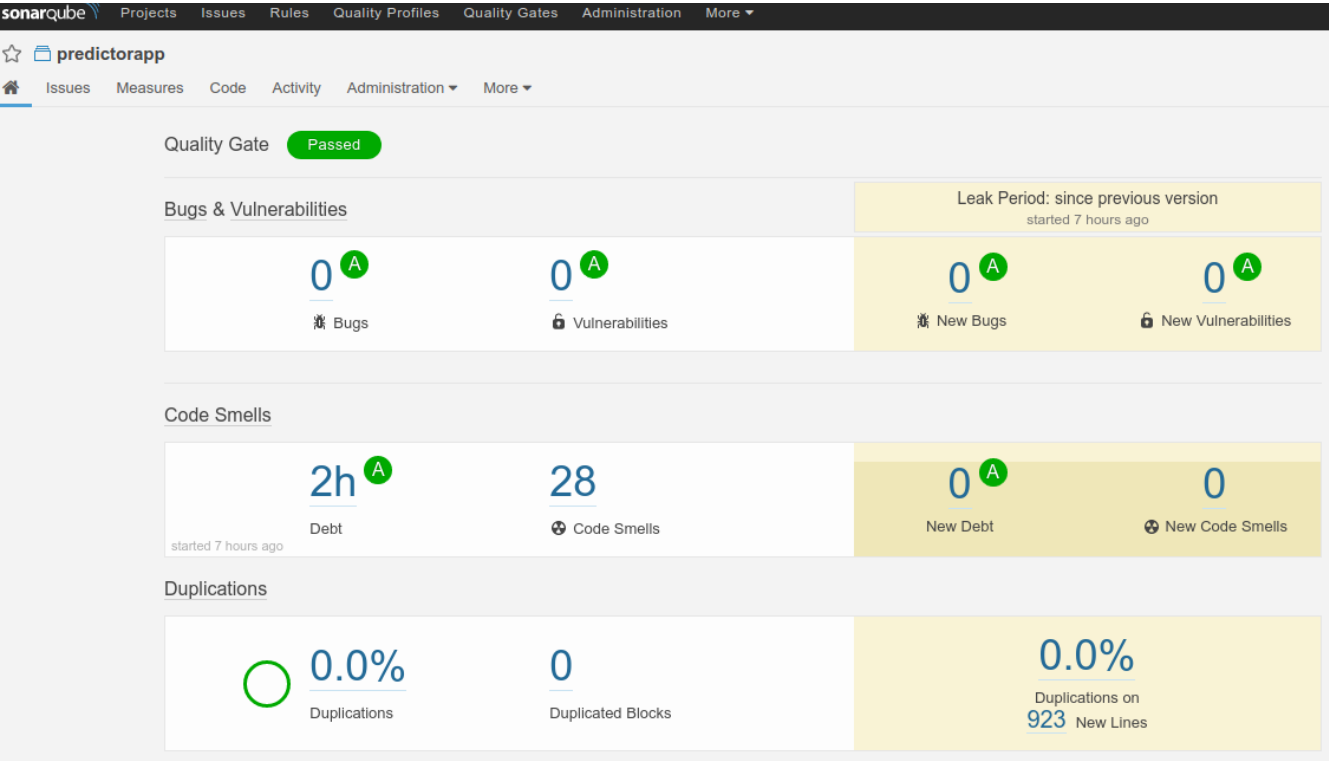 sonarqube Projects Issues Rules Quality Profiles Quality Gates Administration More
predictorapp
Issues Measures Code Activity Administration More
Quality Gate Passed
Leak Period: since previous version
started 7 hours ago
Bugs & Vulnerabilities
0 A 0 A 0 A 0 A
Bugs Vulnerabilities New Bugs New Vulnerabilities
Code Smells
2h A 28 0 A 0
Debt Code Smells New Debt New Code Smells
started 7 hours ago
Duplications
0.0% 0 0.0%
Duplications Duplicated Blocks Duplications on
923 New Lines